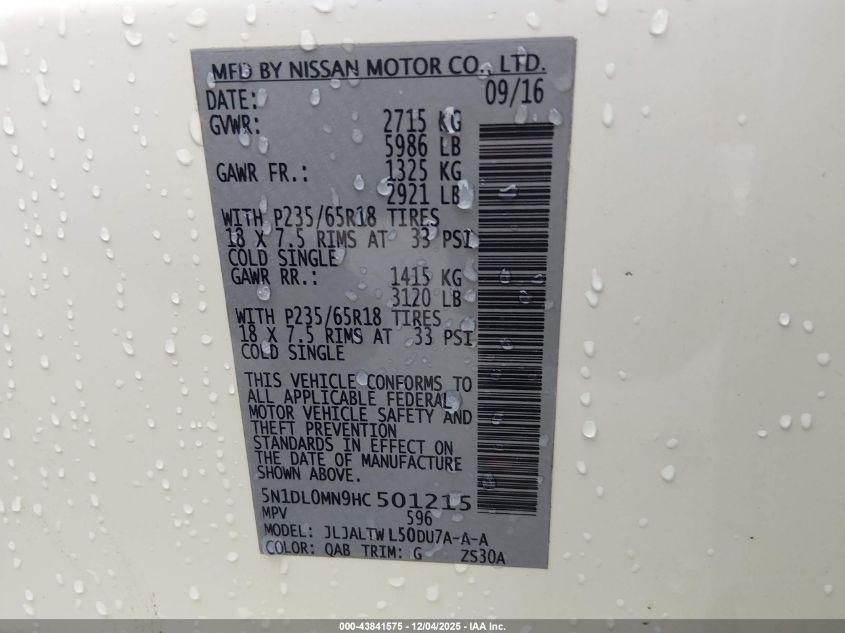 MFD BY NISSAN MOTOR CO., LTD.
DATE: 09/16
GVWR: 2715 KG
5986 LB
GAWR FR.: 1325 KG
2921 LB
WITH P235/65R18 TIRES
18 X 7.5 RIMS AT 33 PSI
COLD SINGLE
GAWR RR.: 1415 KG
3120 LB
WITH P235/65R18 TIRES
18 X 7.5 RIMS AT 33 PSI
COLD SINGLE
THIS VEHICLE CONFORMS TO
ALL APPLICABLE FEDERAL
MOTOR VEHICLE SAFETY AND
THEFT PREVENTION
STANDARDS IN EFFECT ON
THE DATE OF MANUFACTURE
SHOWN ABOVE.
5N1DL0MN9HC 501215
MPV 596
MODEL: JLJALTW L50DU7A-A-A
COLOR: QAB TRIM: G ZS30A
000-43841575 - 12/04/2025 - IAA Inc.